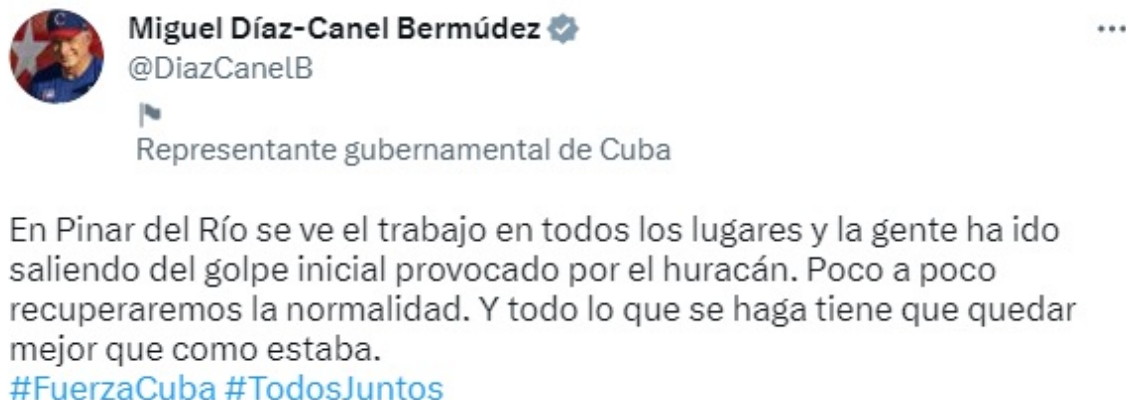 Miguel Díaz-Canel Bermúdez
@DiazCanelB
Representante gubernamental de Cuba
En Pinar del Río se ve el trabajo en todos los lugares y la gente ha ido
saliendo del golpe inicial provocado por el huracán. Poco a poco
recuperaremos la normalidad. Y todo lo que se haga tiene que quedar
mejor que como estaba.
#FuerzaCuba #TodosJuntos